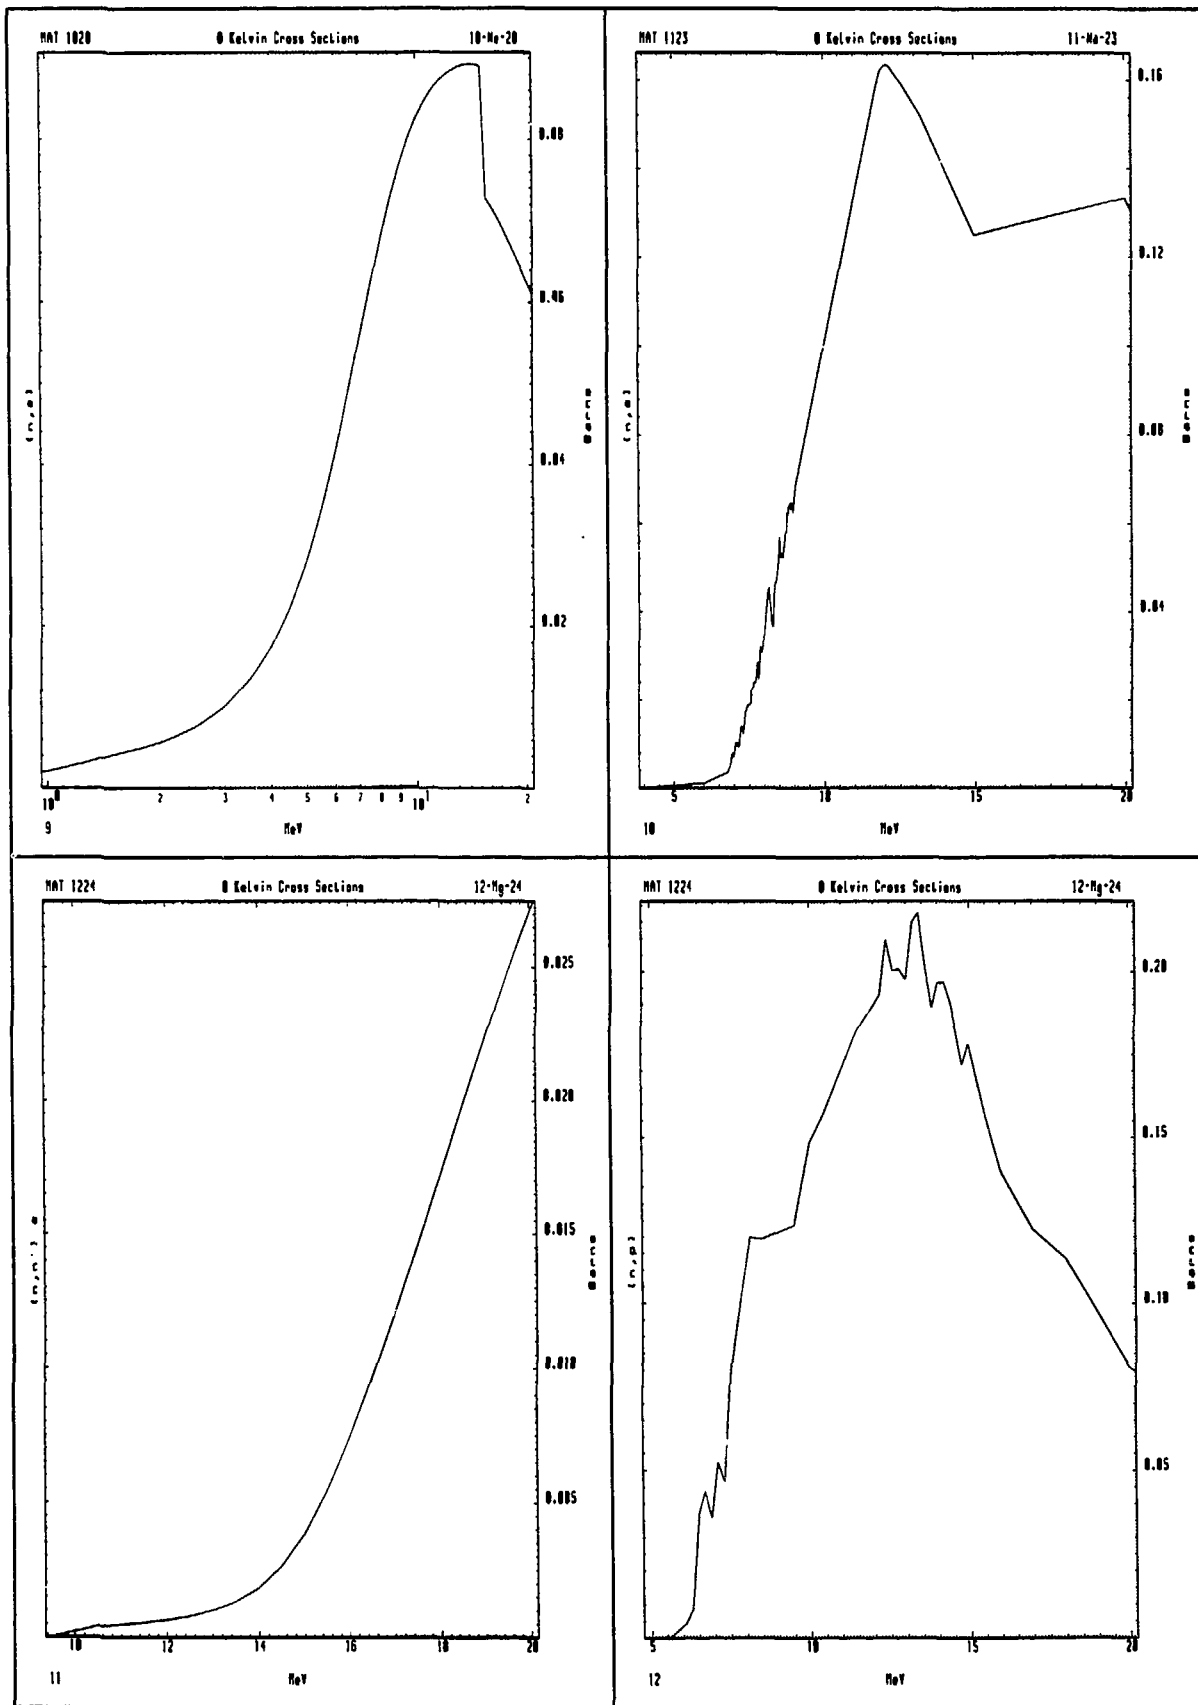 MAT 1020 0 Kelvin Cross Sections 10-Ne-20
0.08
0.06
0.04
0.02
Barns
10⁰ 2 3 4 5 6 7 8 9 10¹ 2
9 MeV
MAT 1123 0 Kelvin Cross Sections 11-Na-23
0.16
0.12
0.08
0.04
Barns
5 10 15 20
10 MeV
MAT 1224 0 Kelvin Cross Sections 12-Mg-24
0.025
0.020
0.015
0.010
0.005
Barns
10 12 14 16 18 20
11 MeV
MAT 1224 0 Kelvin Cross Sections 12-Mg-24
0.20
0.15
0.10
0.05
(n,p)
Barns
5 10 15 20
12 MeV